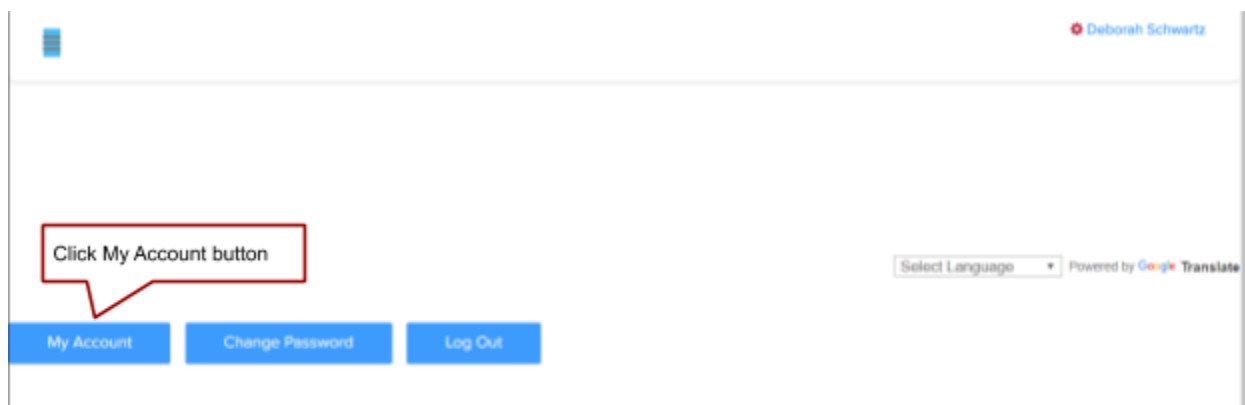 Deborah Schwartz
Click My Account button
Select Language Powered by Google Translate
My Account Change Password Log Out